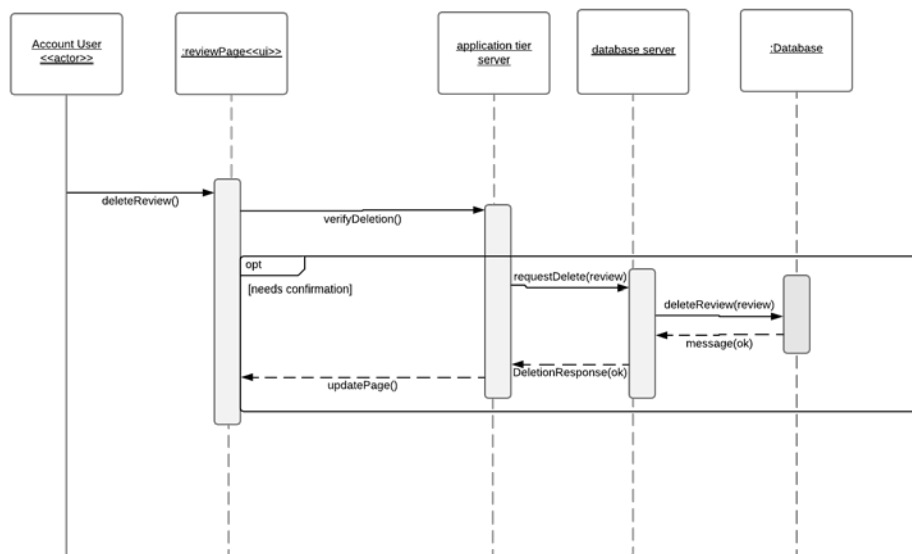 Account User
<<actor>>
:reviewPage<<ui>>
application tier
server
database server
:Database
deleteReview()
verifyDeletion()
opt
[needs confirmation]
requestDelete(review)
deleteReview(review)
message(ok)
DeletionResponse(ok)
updatePage()